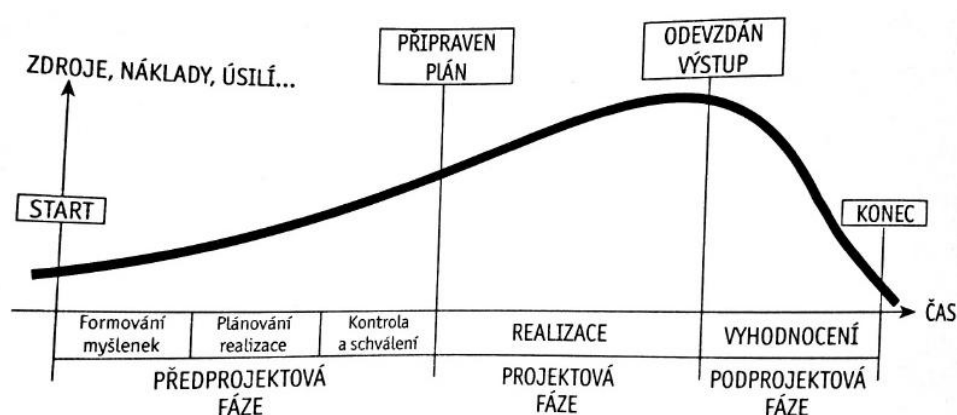 ZDROJE, NÁKLADY, ÚSILÍ...
PŘIPRAVEN
PLÁN
ODEVZDÁN
VÝSTUP
START
KONEC
ČAS
Formování
myšlenek
Plánování
realizace
Kontrola
a schválení
REALIZACE
VYHODNOCENÍ
PŘEDPROJEKTOVÁ
FÁZE
PROJEKTOVÁ
FÁZE
PODPROJEKTOVÁ
FÁZE